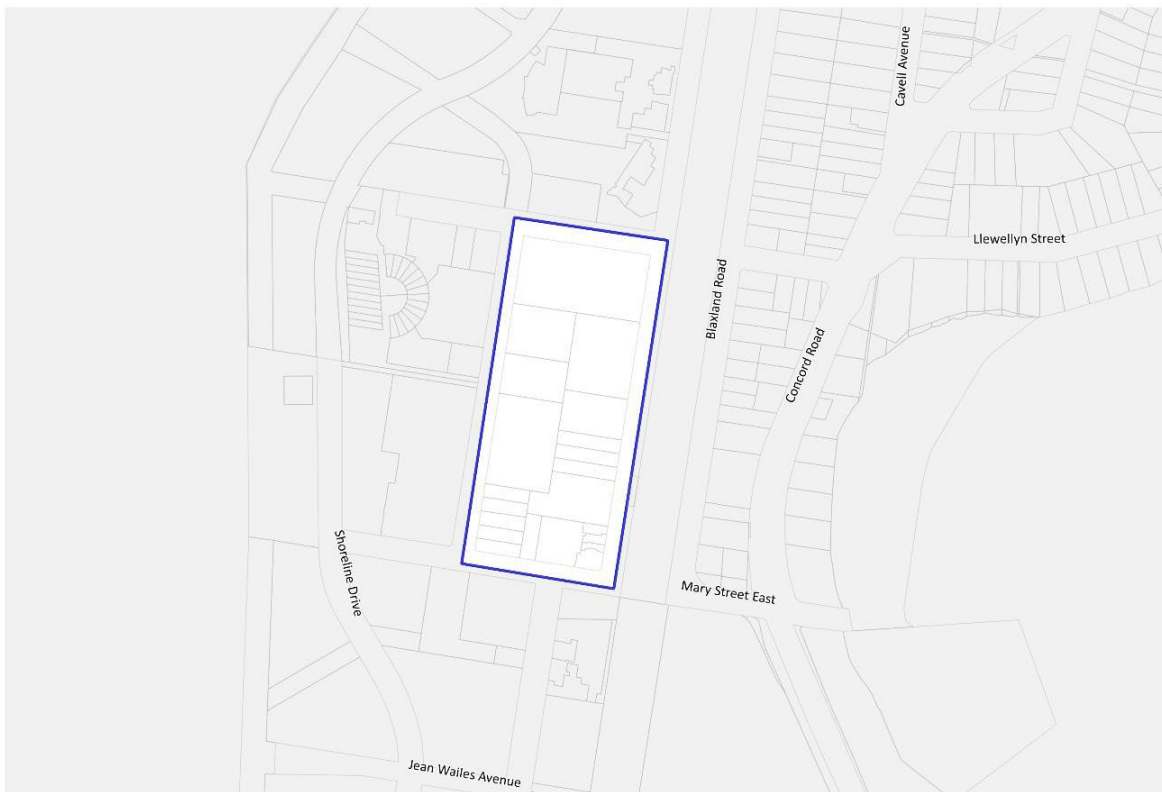 Cavell Avenue
Llewellyn Street
Blaxland Road
Concord Road
Shoreline Drive
Mary Street East
Jean Wailes Avenue